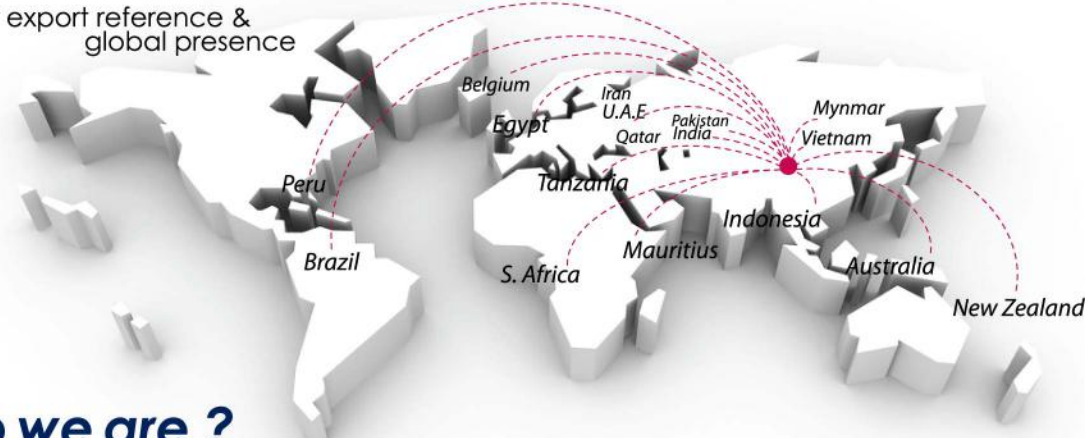 export reference &
global presence
Belgium
Iran
U.A.E
Egypt
Qatar
Pakistan
India
Mynmar
Vietnam
Peru
Tanzania
Indonesia
Brazil
S. Africa
Mauritius
Australia
New Zealand
we are ?